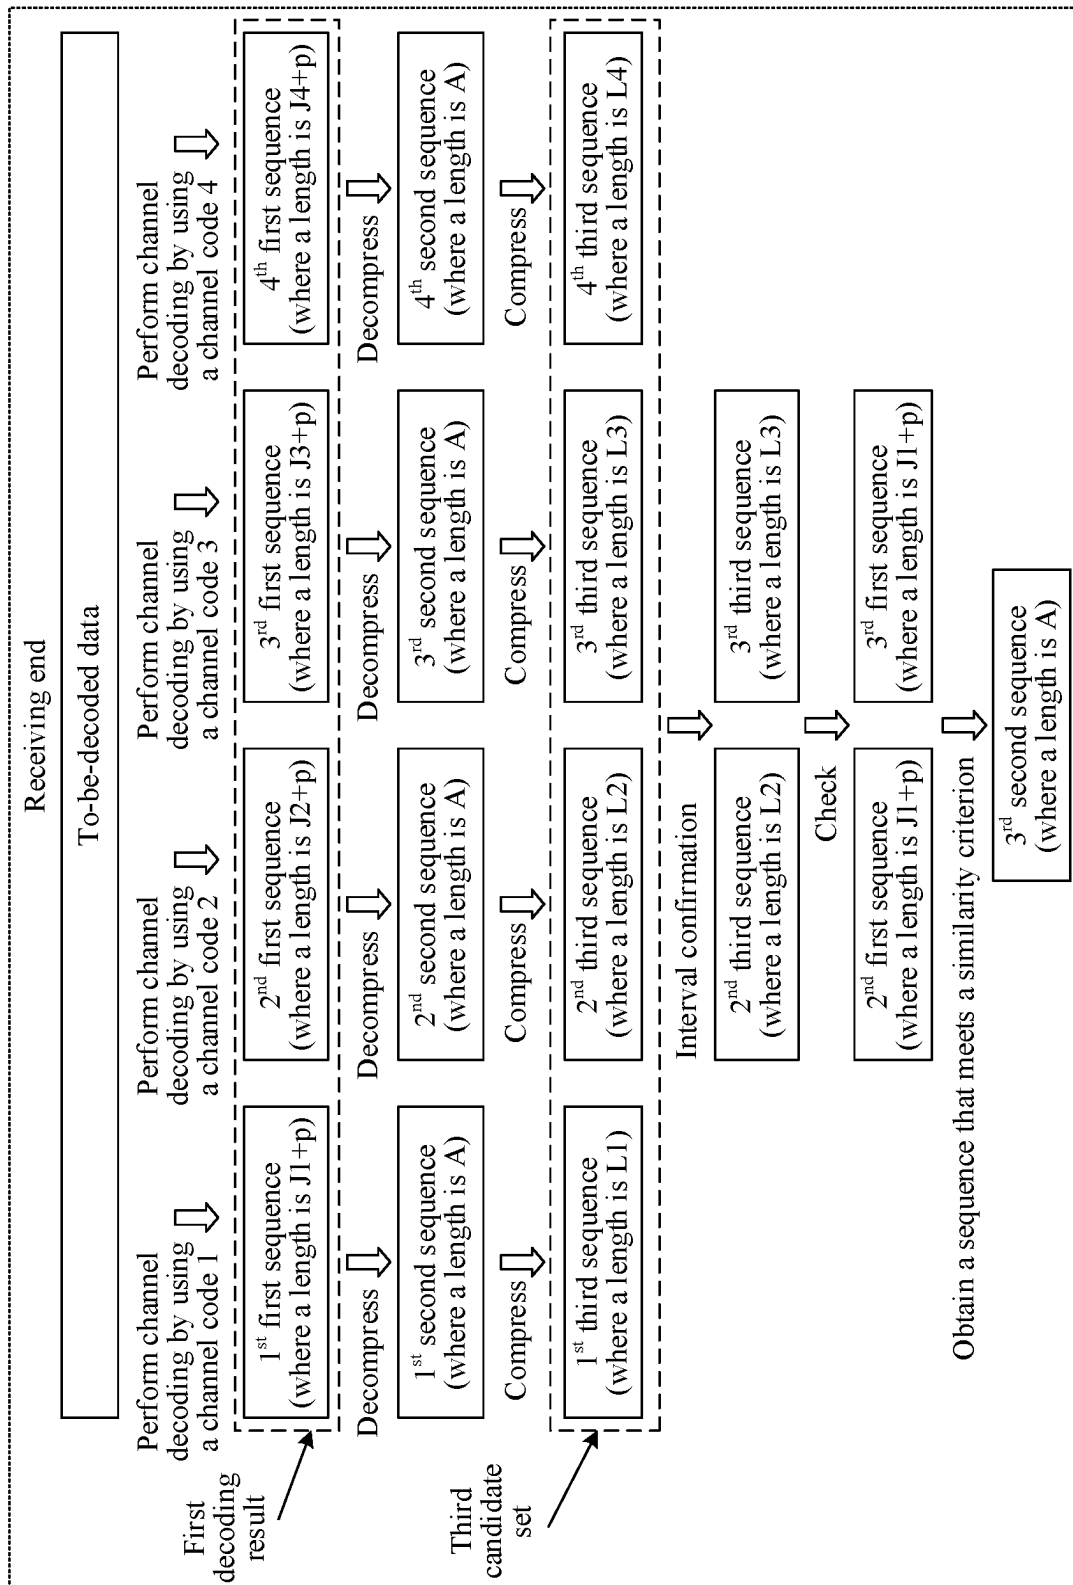 Receiving end
To-be-decoded data
Perform channel
decoding by using
a channel code 1
Perform channel
decoding by using
a channel code 2
Perform channel
decoding by using
a channel code 3
Perform channel
decoding by using
a channel code 4
First
decoding
result
1st first sequence
(where a length is J1+p)
2nd first sequence
(where a length is J2+p)
3rd first sequence
(where a length is J3+p)
4th first sequence
(where a length is J4+p)
Decompress
Decompress
Decompress
Decompress
1st second sequence
(where a length is A)
2nd second sequence
(where a length is A)
3rd second sequence
(where a length is A)
4th second sequence
(where a length is A)
Compress
Compress
Compress
Compress
Third
candidate
set
1st third sequence
(where a length is L1)
2nd third sequence
(where a length is L2)
3rd third sequence
(where a length is L3)
4th third sequence
(where a length is L4)
Interval confirmation
2nd third sequence
(where a length is L2)
3rd third sequence
(where a length is L3)
Check
2nd first sequence
(where a length is J1+p)
3rd first sequence
(where a length is J1+p)
Obtain a sequence that meets a similarity criterion
3rd second sequence
(where a length is A)